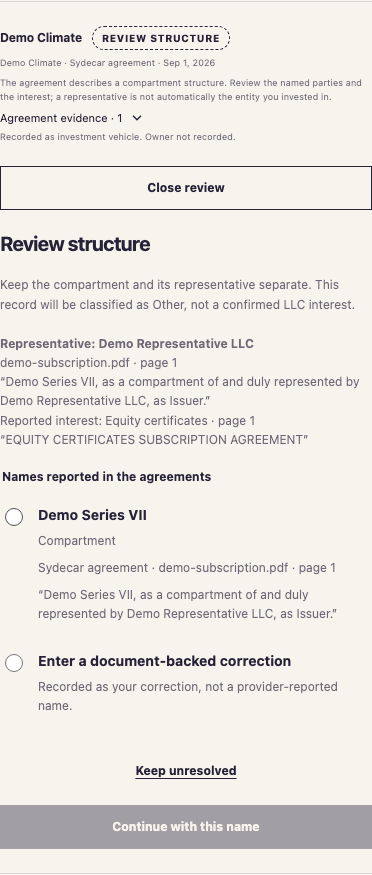 Demo Climate REVIEW STRUCTURE
Demo Climate · Sydecar agreement · Sep 1, 2026
The agreement describes a compartment structure. Review the named parties and
the interest; a representative is not automatically the entity you invested in.
Agreement evidence · 1
Recorded as investment vehicle. Owner not recorded.
Close review
Review structure
Keep the compartment and its representative separate. This
record will be classified as Other, not a confirmed LLC interest.
Representative: Demo Representative LLC
demo-subscription.pdf · page 1
“Demo Series VII, as a compartment of and duly represented by
Demo Representative LLC, as Issuer.”
Reported interest: Equity certificates · page 1
“EQUITY CERTIFICATES SUBSCRIPTION AGREEMENT”
Names reported in the agreements
Demo Series VII
Compartment
Sydecar agreement · demo-subscription.pdf · page 1
“Demo Series VII, as a compartment of and duly
represented by Demo Representative LLC, as Issuer.”
Enter a document-backed correction
Recorded as your correction, not a provider-reported
name.
Keep unresolved
Continue with this name